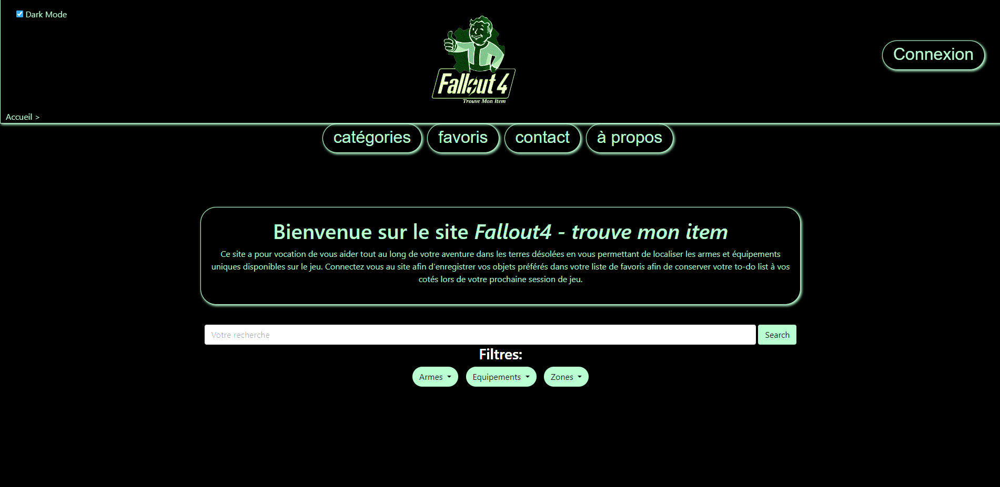 Dark Mode
Fallout 4
Trouve Mon Item
Connexion
Accueil >
catégories
favoris
contact
à propos
Bienvenue sur le site Fallout4 - trouve mon item
Ce site a pour vocation de vous aider tout au long de votre aventure dans les terres désolées en vous permettant de localiser les armes et équipements
uniques disponibles sur le jeu. Connectez vous au site afin d'enregistrer vos objets préférés dans votre liste de favoris afin de conserver votre to-do list à vos
cotés lors de votre prochaine session de jeu.
Votre recherche
Search
Filtres:
Armes
Equipements
Zones